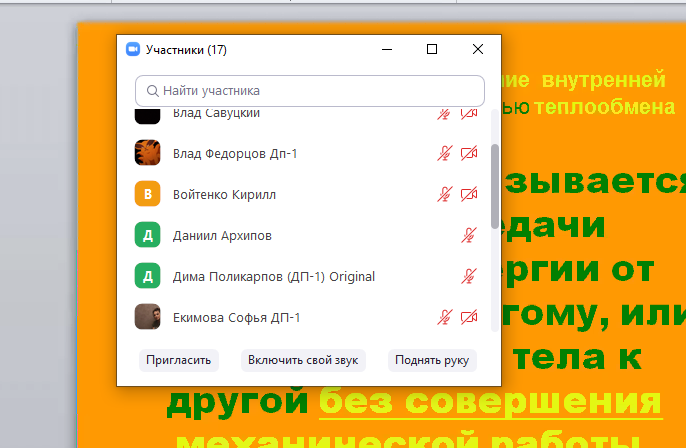 Участники (17)
Найти участника
ние внутренней
ью теплообмена
Влад Савуцкий
Влад Федорцов Дп-1
зывается
В
Войтенко Кирилл
Д
Даниил Архипов
едачи
Д
Дима Поликарпов (ДП-1) Original
ергии от
Екимова Софья ДП-1
гому, или
Пригласить
Включить свой звук
Поднять руку
тела к
другой без совершения
механической работы